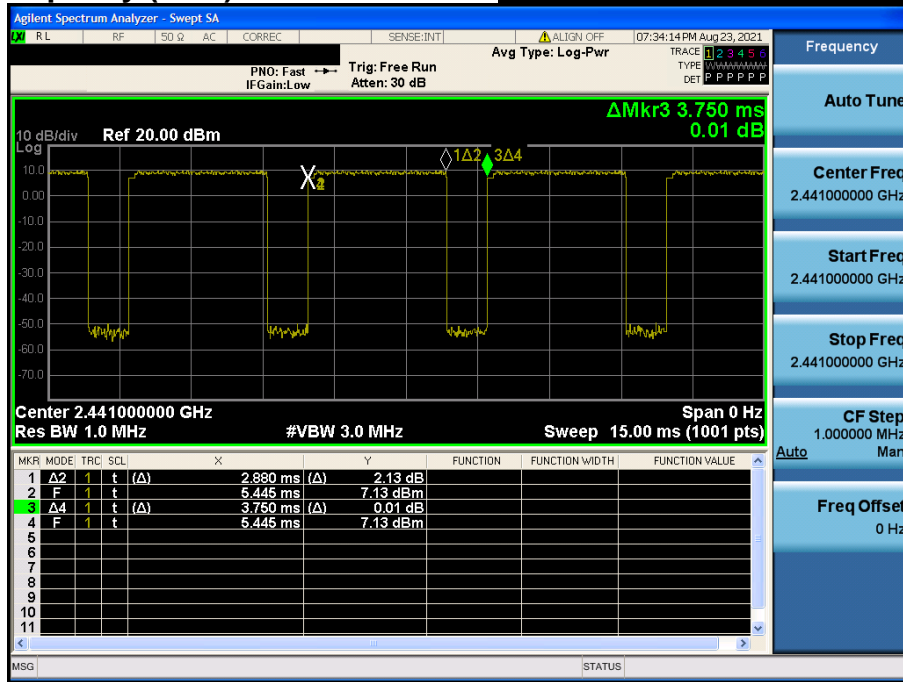 Agilent Spectrum Analyzer - Swept SA
LXI RL RF 50 Ω AC CORREC SENSE:INT ALIGN OFF 07:34:14 PM Aug 23, 2021
Avg Type: Log-Pwr TRACE 1 2 3 4 5 6
PNO: Fast Trig: Free Run TYPE WWWWWW
IFGain:Low Atten: 30 dB DET P P P P P P
ΔMkr3 3.750 ms
0.01 dB
10 dB/div Ref 20.00 dBm
Log
1Δ2 3Δ4
10.0
X 2
0.00
-10.0
-20.0
-30.0
-40.0
-50.0
-60.0
-70.0
Center 2.441000000 GHz Span 0 Hz
Res BW 1.0 MHz #VBW 3.0 MHz Sweep 15.00 ms (1001 pts)
MKR MODE TRC SCL X Y FUNCTION FUNCTION WIDTH FUNCTION VALUE
1 Δ2 1 t (Δ) 2.880 ms (Δ) 2.13 dB
2 F 1 t 5.445 ms 7.13 dBm
3 Δ4 1 t (Δ) 3.750 ms (Δ) 0.01 dB
4 F 1 t 5.445 ms 7.13 dBm
5
6
7
8
9
10
11
MSG STATUS
Frequency
Auto Tune
Center Freq
2.441000000 GHz
Start Freq
2.441000000 GHz
Stop Freq
2.441000000 GHz
CF Step
1.000000 MHz
Auto Man
Freq Offset
0 Hz